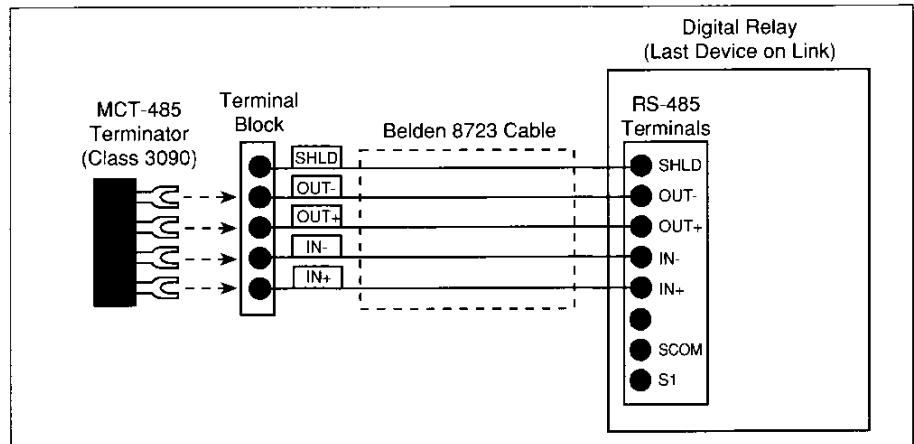 Digital Relay
(Last Device on Link)
MCT-485
Terminator
(Class 3090)
Terminal
Block
Belden 8723 Cable
RS-485
Terminals
SHLD
OUT-
OUT+
IN-
IN+
SHLD
OUT-
OUT+
IN-
IN+
SCOM
S1